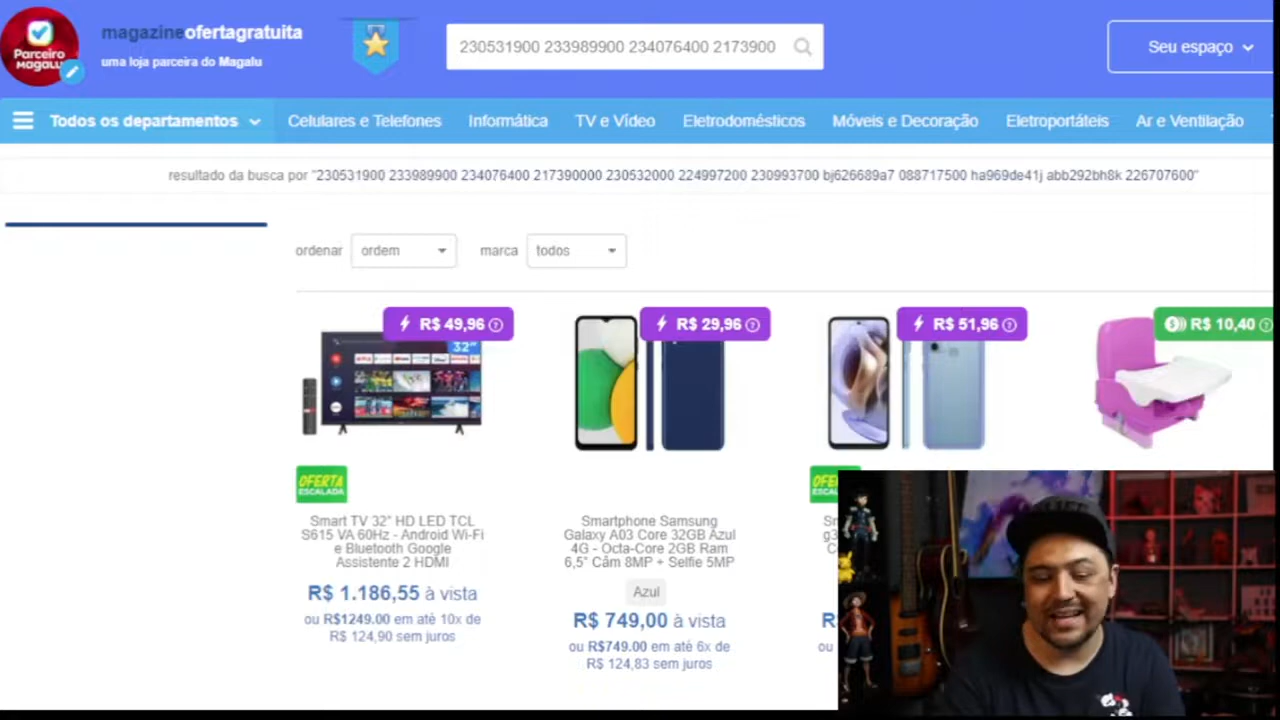 Parceiro
MAGALU
magazineofertagratuita
uma loja parceira do Magalu
230531900 233989900 234076400 2173900
Seu espaço
Todos os departamentos
Celulares e Telefones
Informática
TV e Vídeo
Eletrodomésticos
Móveis e Decoração
Eletroportáteis
Ar e Ventilação
resultado da busca por "230531900 233989900 234076400 217390000 230532000 224997200 230993700 bj626689a7 088717500 ha969de41j abb292bh8k 226707600"
ordenar
ordem
marca
todos
R$ 49,96
R$ 29,96
R$ 51,96
R$ 10,40
32"
OFERTA
ESCALADA
OFERTA
ESCALA
Smart TV 32" HD LED TCL
S615 VA 60Hz - Android Wi-Fi
e Bluetooth Google
Assistente 2 HDMI
R$ 1.186,55 à vista
ou R$1249.00 em até 10x de
R$ 124,90 sem juros
Smartphone Samsung
Galaxy A03 Core 32GB Azul
4G - Octa-Core 2GB Ram
6,5" Câm 8MP + Selfie 5MP
Azul
R$ 749,00 à vista
ou R$749.00 em até 6x de
R$ 124,83 sem juros
ou